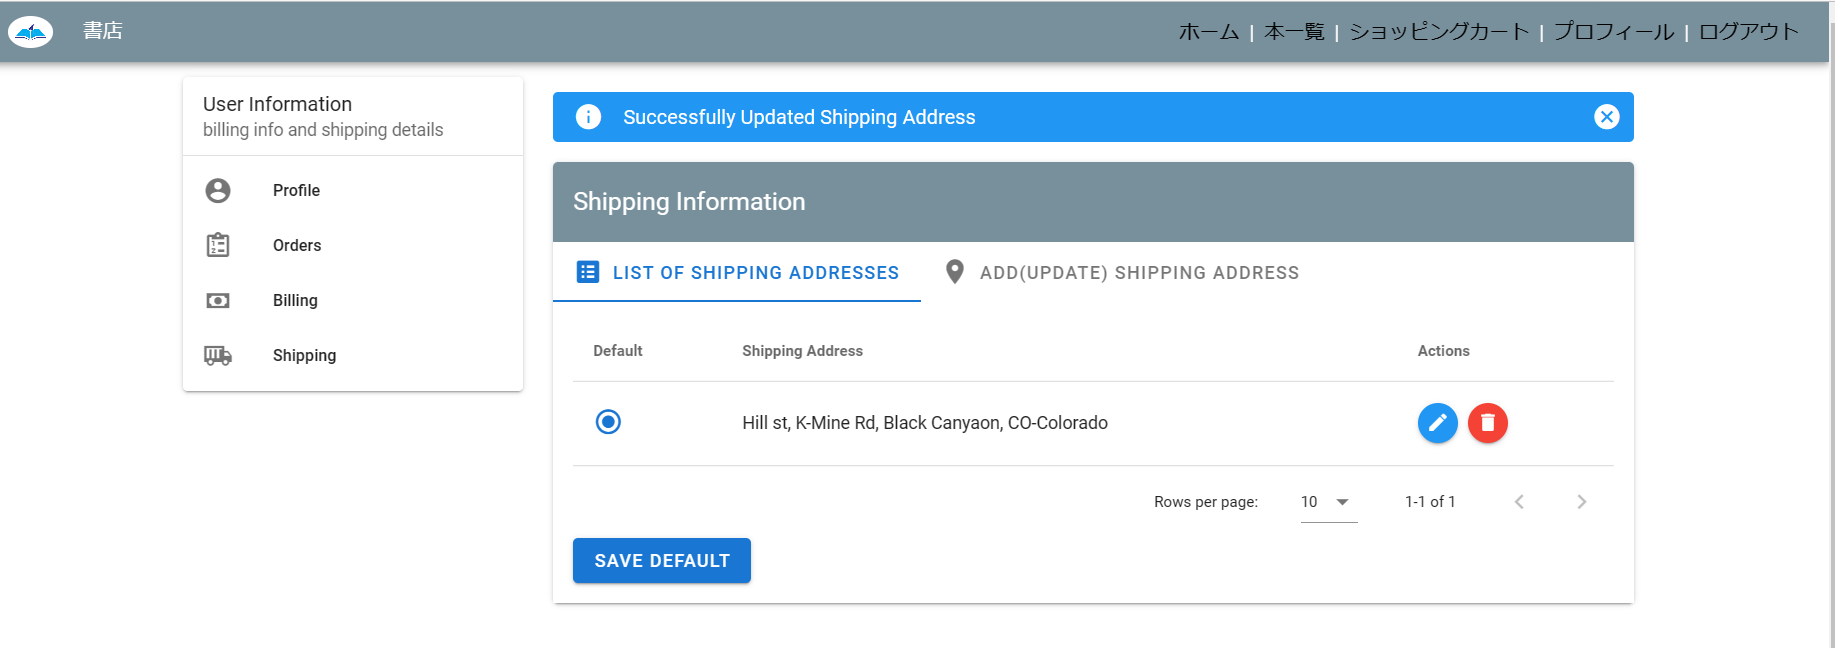 書店
ホーム | 本一覧 | ショッピングカート | プロフィール | ログアウト
User Information
billing info and shipping details
Profile
Orders
Billing
Shipping
Successfully Updated Shipping Address
Shipping Information
LIST OF SHIPPING ADDRESSES
ADD(UPDATE) SHIPPING ADDRESS
Default Shipping Address Actions
Hill st, K-Mine Rd, Black Canyaon, CO-Colorado
Rows per page: 10 1-1 of 1
SAVE DEFAULT